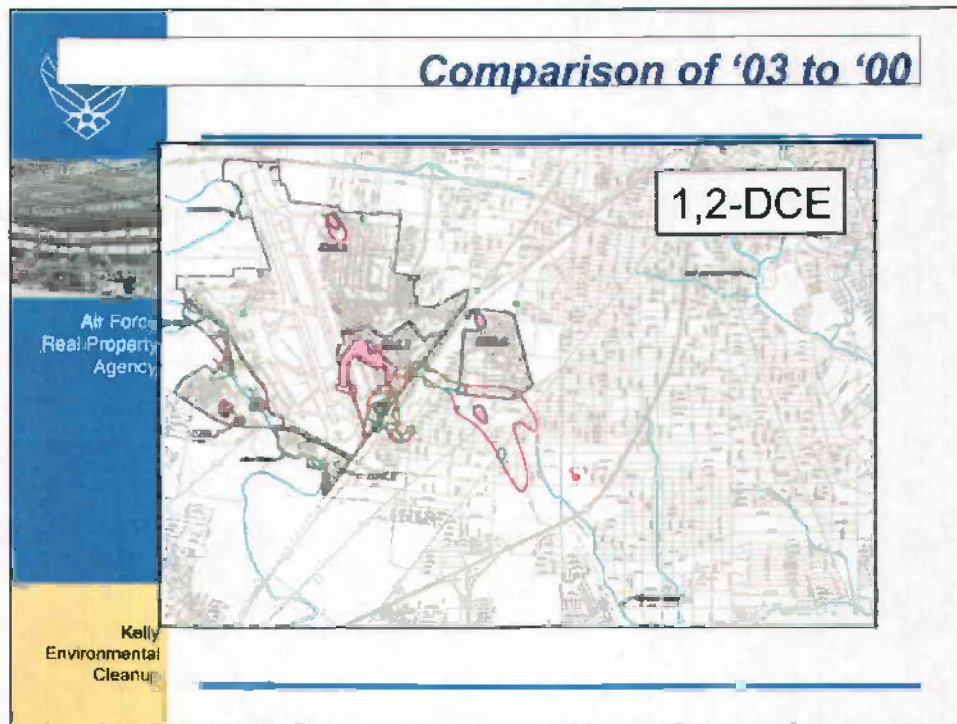 Comparison of '03 to '00
1,2-DCE
Air Force
Real Property
Agency
Kelly
Environmental
Cleanup